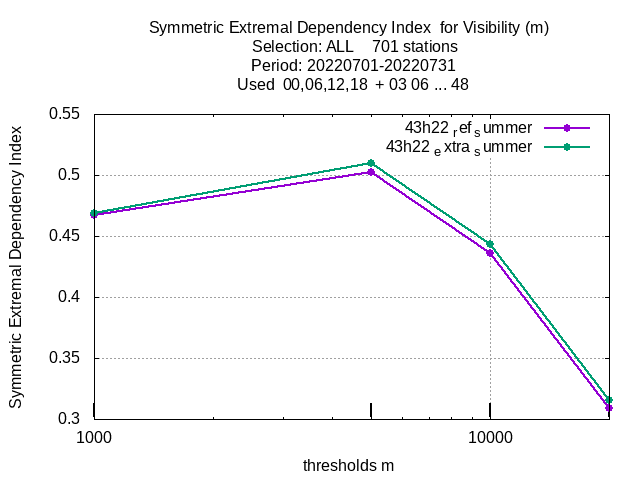 Symmetric Extremal Dependency Index for Visibility (m)
Selection: ALL 701 stations
Period: 20220701-20220731
Used 00,06,12,18 + 03 06 ... 48
43h22 ref summer
43h22 extra summer
0.55
0.5
0.45
0.4
0.35
0.3
Symmetric Extremal Dependency Index
1000
10000
thresholds m